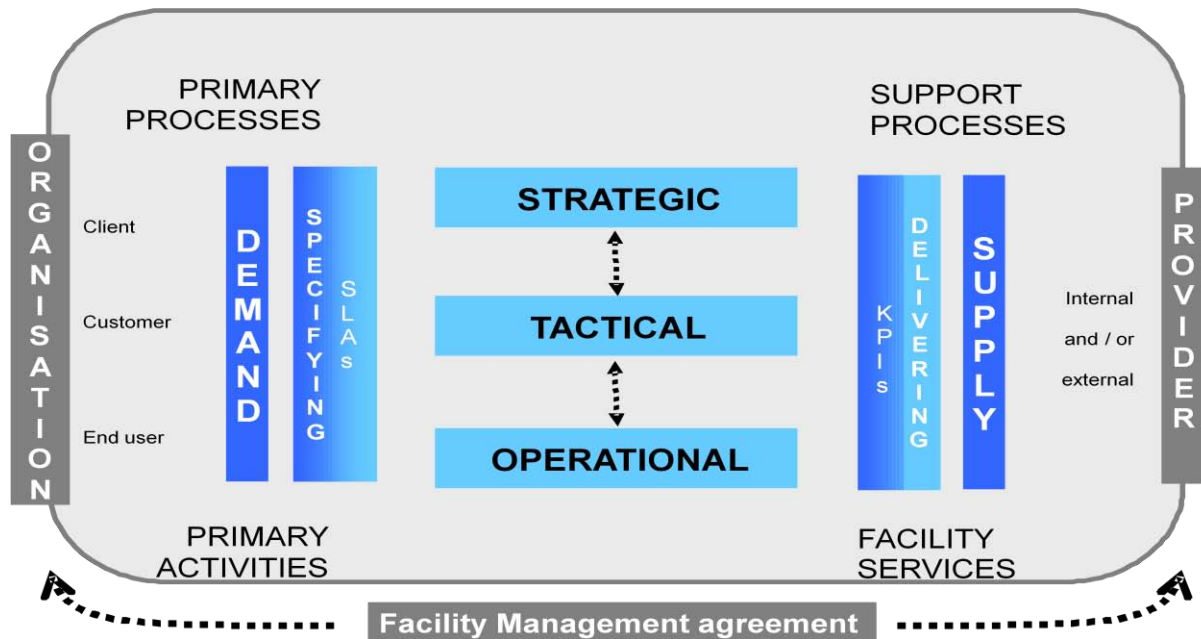 PRIMARY
PROCESSES
SUPPORT
PROCESSES
ORGANISATION
Client
Customer
End user
DEMAND
SPECIFYING
SLAs
STRATEGIC
TACTICAL
OPERATIONAL
KPIs
DELIVERING
SUPPLY
Internal
and / or
external
PROVIDER
PRIMARY
ACTIVITIES
FACILITY
SERVICES
Facility Management agreement